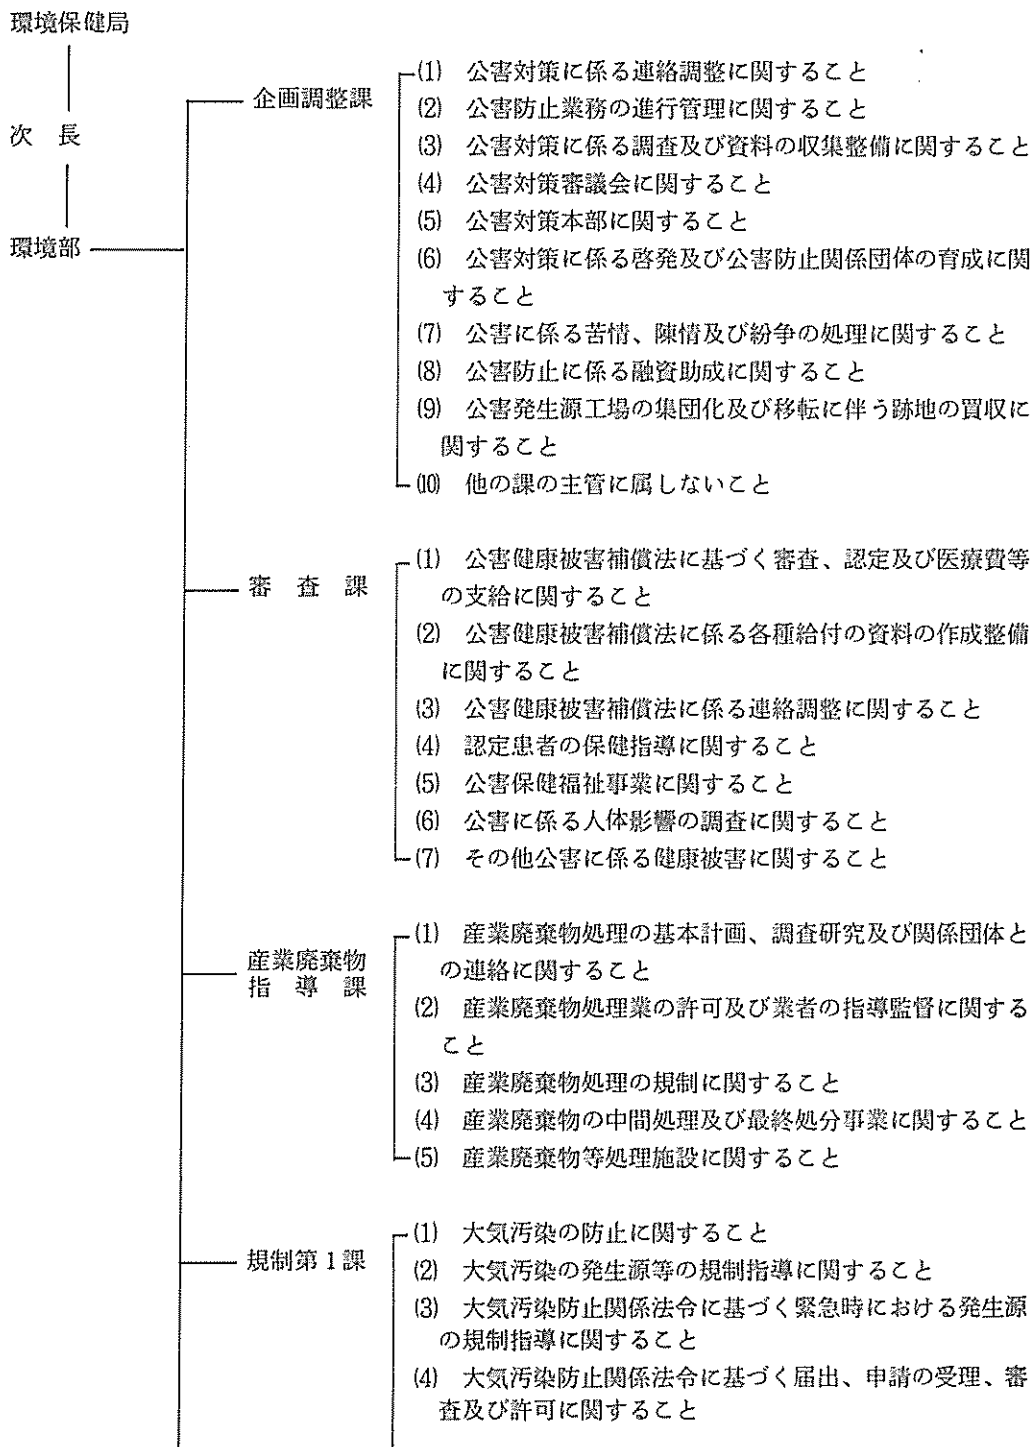 環境保健局
次　長
環境部
企画調整課
(1)　公害対策に係る連絡調整に関すること
(2)　公害防止業務の進行管理に関すること
(3)　公害対策に係る調査及び資料の収集整備に関すること
(4)　公害対策審議会に関すること
(5)　公害対策本部に関すること
(6)　公害対策に係る啓発及び公害防止関係団体の育成に関
すること
(7)　公害に係る苦情、陳情及び紛争の処理に関すること
(8)　公害防止に係る融資助成に関すること
(9)　公害発生源工場の集団化及び移転に伴う跡地の買収に
関すること
(10)　他の課の主管に属しないこと
審　査　課
(1)　公害健康被害補償法に基づく審査、認定及び医療費等
の支給に関すること
(2)　公害健康被害補償法に係る各種給付の資料の作成整備
に関すること
(3)　公害健康被害補償法に係る連絡調整に関すること
(4)　認定患者の保健指導に関すること
(5)　公害保健福祉事業に関すること
(6)　公害に係る人体影響の調査に関すること
(7)　その他公害に係る健康被害に関すること
産業廃棄物
指　導　課
(1)　産業廃棄物処理の基本計画、調査研究及び関係団体と
の連絡に関すること
(2)　産業廃棄物処理業の許可及び業者の指導監督に関する
こと
(3)　産業廃棄物処理の規制に関すること
(4)　産業廃棄物の中間処理及び最終処分事業に関すること
(5)　産業廃棄物等処理施設に関すること
規制第1課
(1)　大気汚染の防止に関すること
(2)　大気汚染の発生源等の規制指導に関すること
(3)　大気汚染防止関係法令に基づく緊急時における発生源
の規制指導に関すること
(4)　大気汚染防止関係法令に基づく届出、申請の受理、審
査及び許可に関すること